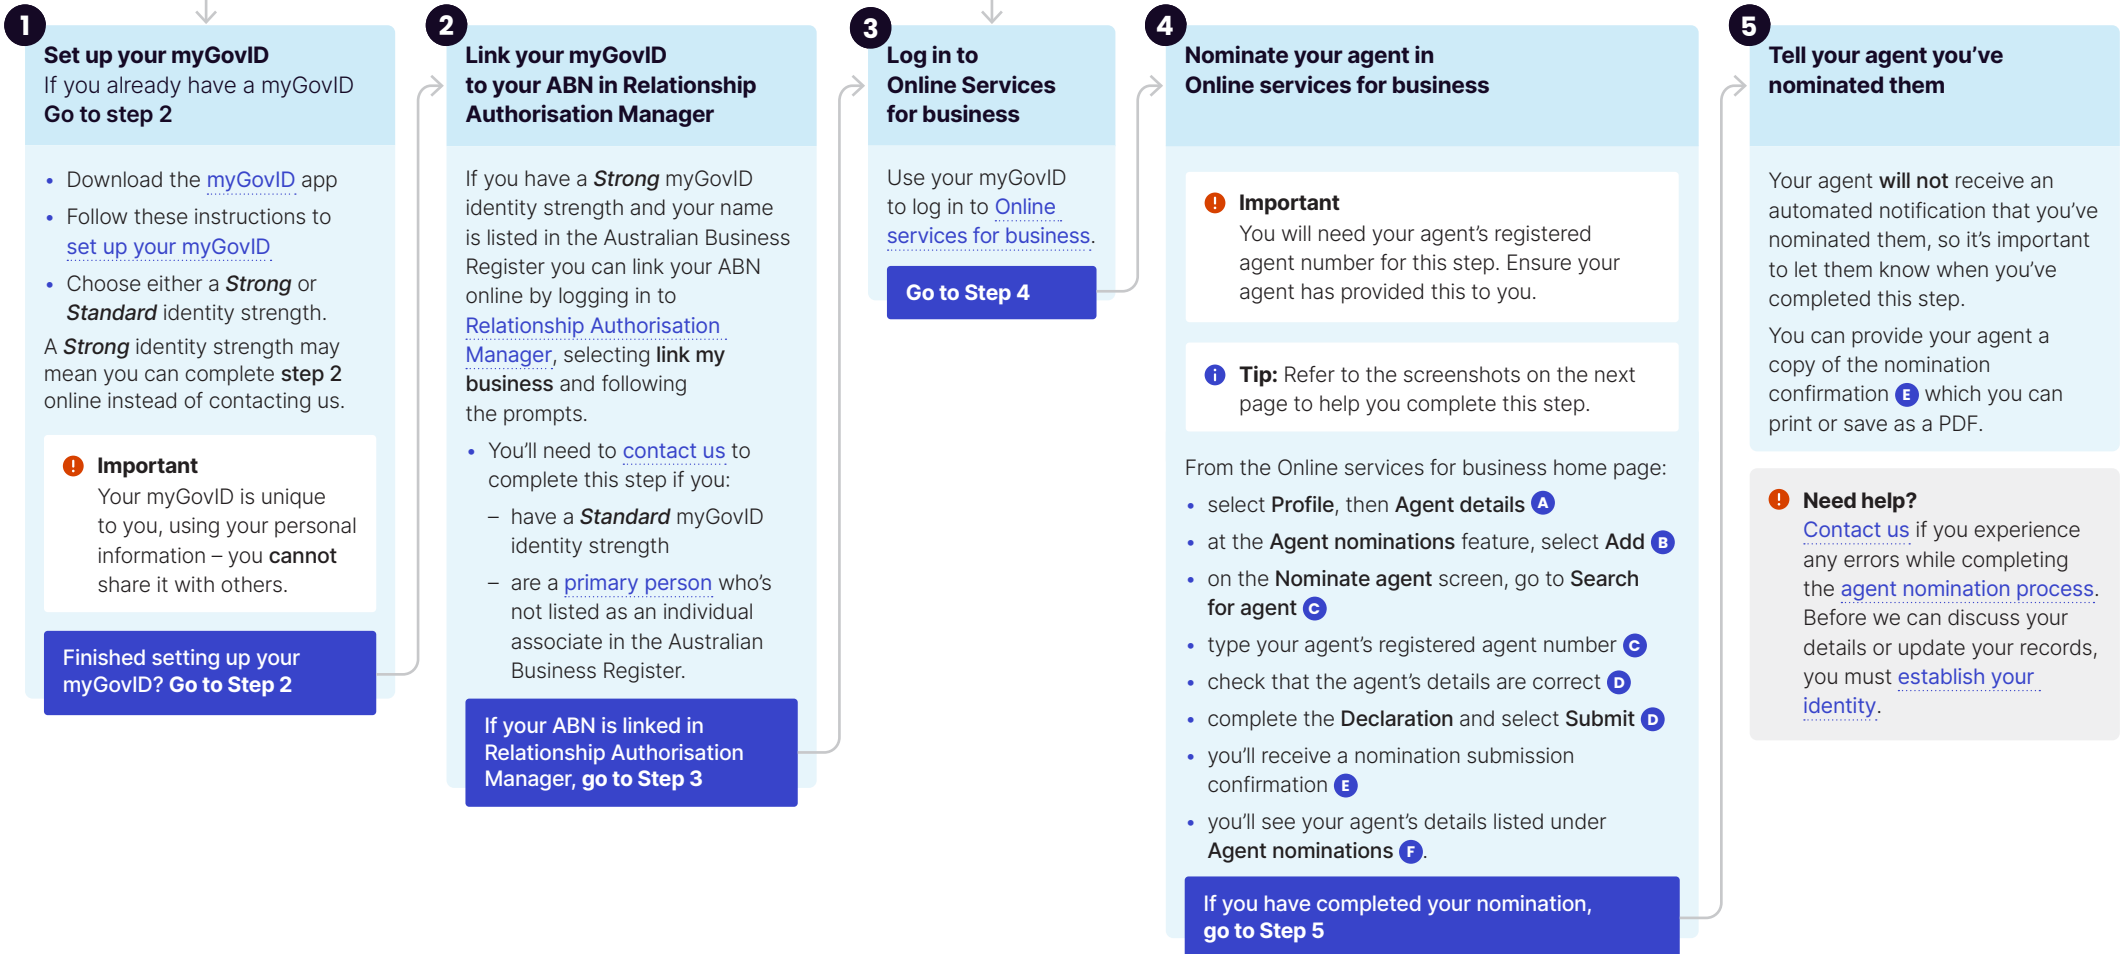 1
Set up your myGovID
If you already have a myGovID
Go to step 2
• Download the myGovID app
• Follow these instructions to
set up your myGovID
• Choose either a Strong or
Standard identity strength.
A Strong identity strength may
mean you can complete step 2
online instead of contacting us.
Important
Your myGovID is unique
to you, using your personal
information – you cannot
share it with others.
Finished setting up your
myGovID? Go to Step 2
2
Link your myGovID
to your ABN in Relationship
Authorisation Manager
If you have a Strong myGovID
identity strength and your name
is listed in the Australian Business
Register you can link your ABN
online by logging in to
Relationship Authorisation
Manager, selecting link my
business and following
the prompts.
• You'll need to contact us to
complete this step if you:
– have a Standard myGovID
identity strength
– are a primary person who's
not listed as an individual
associate in the Australian
Business Register.
If your ABN is linked in
Relationship Authorisation
Manager, go to Step 3
3
Log in to
Online Services
for business
Use your myGovID
to log in to Online
services for business.
Go to Step 4
4
Nominate your agent in
Online services for business
Important
You will need your agent's registered
agent number for this step. Ensure your
agent has provided this to you.
Tip: Refer to the screenshots on the next
page to help you complete this step.
From the Online services for business home page:
• select Profile, then Agent details A
• at the Agent nominations feature, select Add B
• on the Nominate agent screen, go to Search
for agent C
• type your agent's registered agent number C
• check that the agent's details are correct D
• complete the Declaration and select Submit D
• you'll receive a nomination submission
confirmation E
• you'll see your agent's details listed under
Agent nominations F.
If you have completed your nomination,
go to Step 5
5
Tell your agent you've
nominated them
Your agent will not receive an
automated notification that you've
nominated them, so it's important
to let them know when you've
completed this step.
You can provide your agent a
copy of the nomination
confirmation E which you can
print or save as a PDF.
Need help?
Contact us if you experience
any errors while completing
the agent nomination process.
Before we can discuss your
details or update your records,
you must establish your
identity.